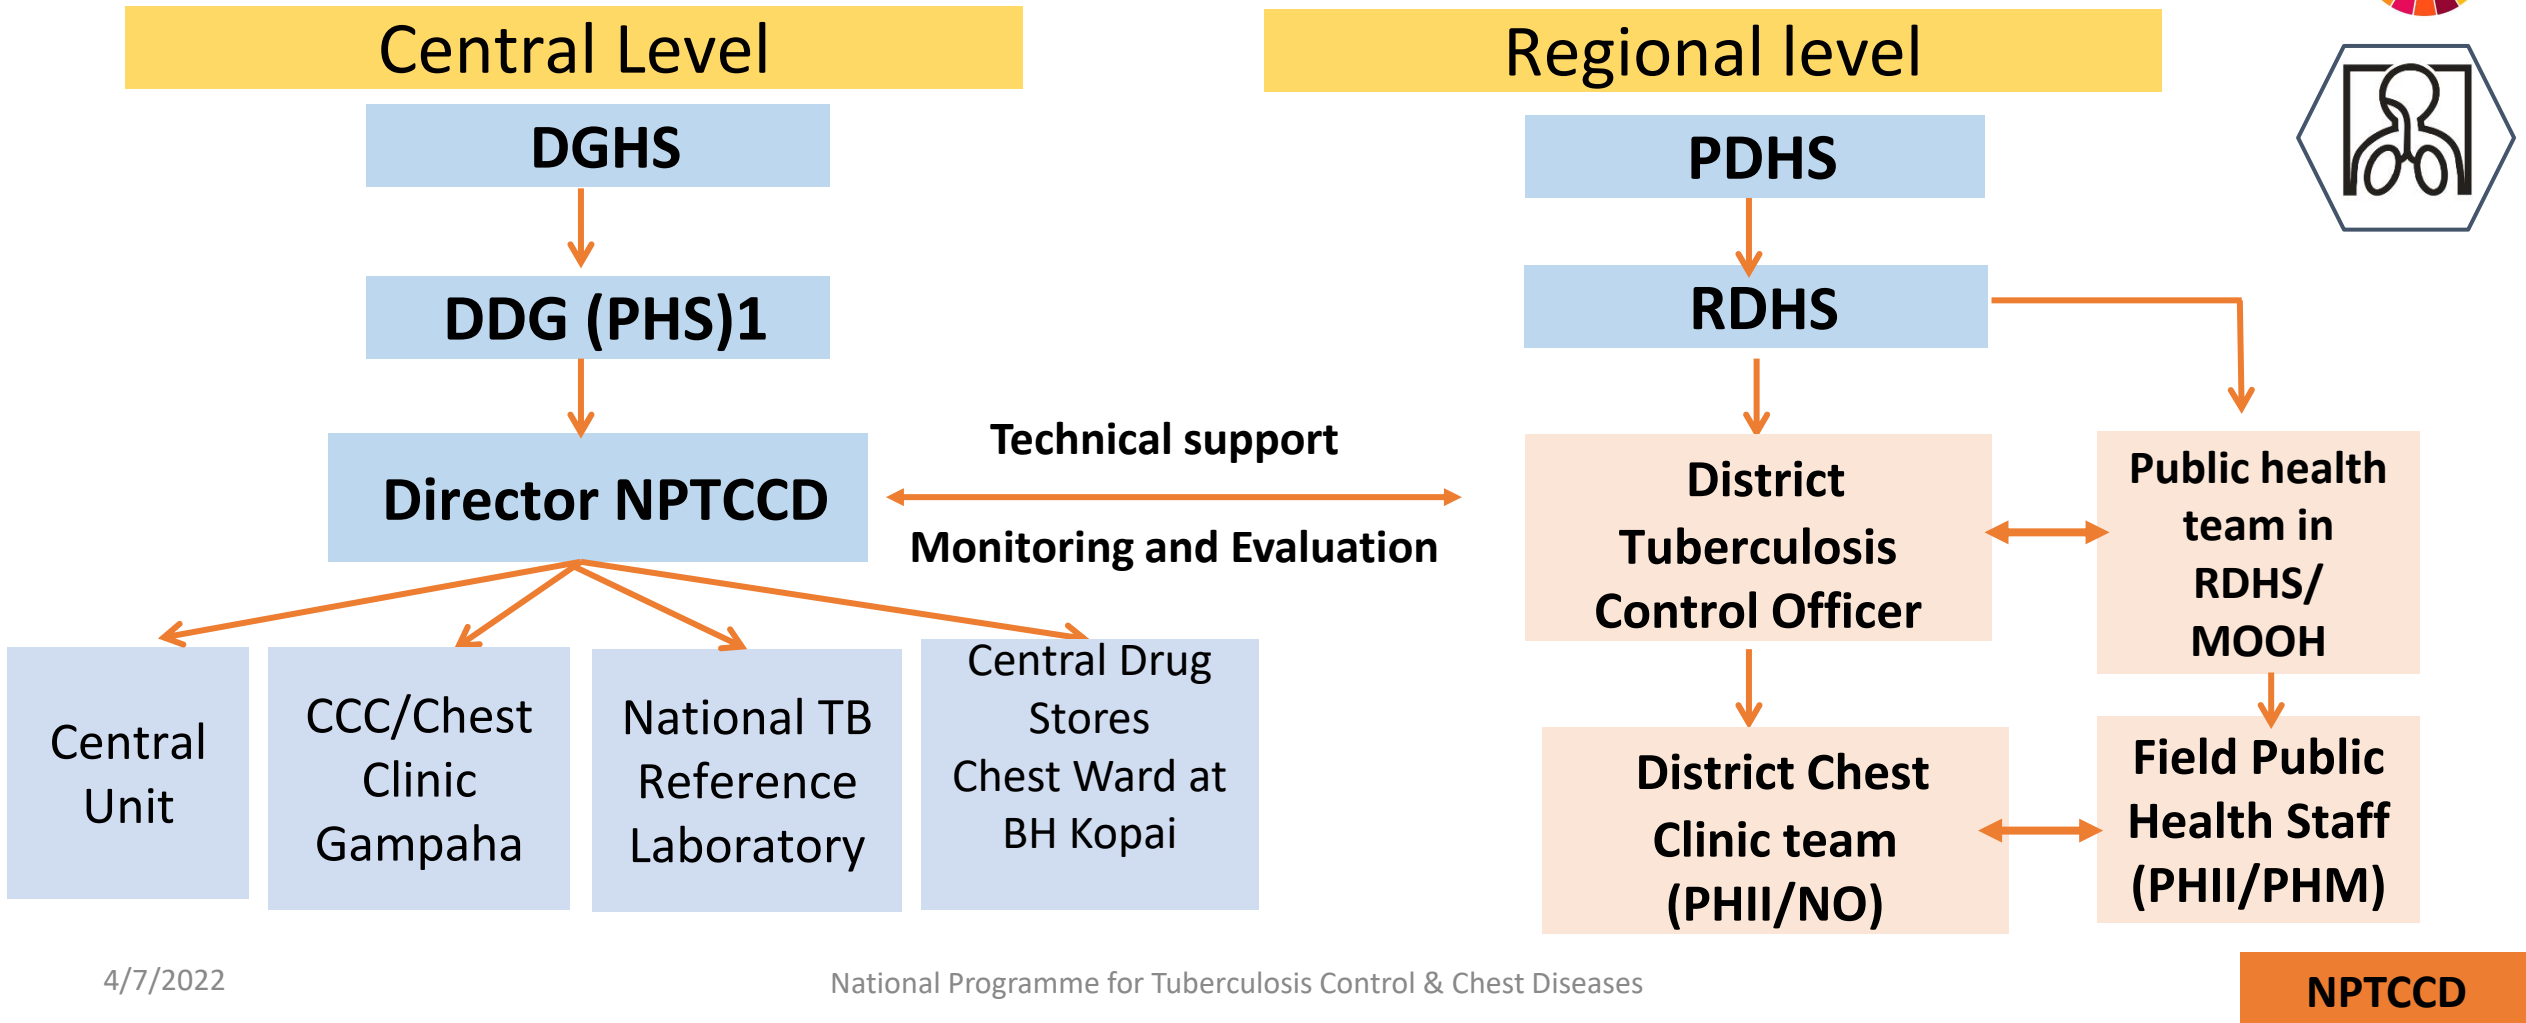 Central Level
DGHS
DDG (PHS)1
Director NPTCCD
Central
Unit
CCC/Chest
Clinic
Gampaha
National TB
Reference
Laboratory
Central Drug
Stores
Chest Ward at
BH Kopai
Technical support
Monitoring and Evaluation
Regional level
PDHS
RDHS
District
Tuberculosis
Control Officer
Public health
team in
RDHS/
MOOH
District Chest
Clinic team
(PHII/NO)
Field Public
Health Staff
(PHII/PHM)
4/7/2022
National Programme for Tuberculosis Control & Chest Diseases
NPTCCD